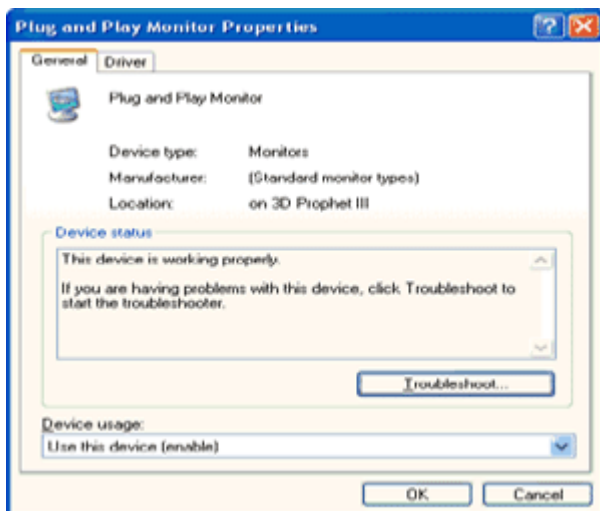 Plug and Play Monitor Properties
General Driver
Plug and Play Monitor
Device type: Monitors
Manufacturer: (Standard monitor types)
Location: on 3D Prophet III
Device status
This device is working properly.
If you are having problems with this device, click Troubleshoot to
start the troubleshooter.
Troubleshoot...
Device usage:
Use this device (enable)
OK Cancel